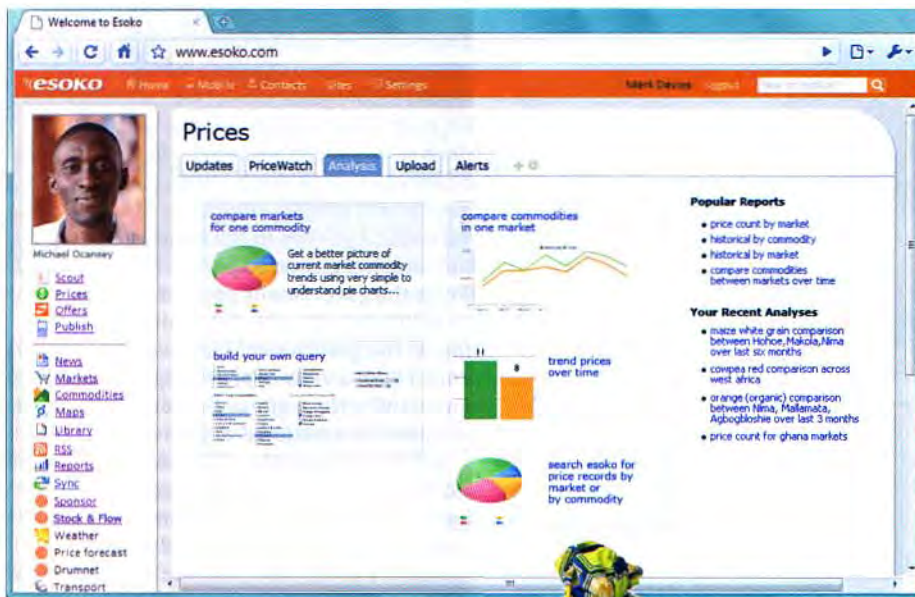 Welcome to Esoko
www.esoko.com
esoko Home Mobile Contacts Sites Settings Mark Davies logout
Prices
Updates PriceWatch Analysis Upload Alerts
Michael Ocansey
Scout
Prices
Offers
Publish
News
Markets
Commodities
Maps
Library
RSS
Reports
Sync
Sponsor
Stock & Flow
Weather
Price forecast
Drumnet
Transport
compare markets
for one commodity
Get a better picture of
current market commodity
trends using very simple to
understand pie charts...
compare commodities
in one market
build your own query
11
8
trend prices
over time
search esoko for
price records by
market or
by commodity
Popular Reports
price count by market
historical by commodity
historical by market
compare commodities
between markets over time
Your Recent Analyses
maize white grain comparison
between Hohoe,Makola,Nima
over last six months
cowpea red comparison across
west africa
orange (organic) comparison
between Nima, Mallamata,
Agbogbloshie over last 3 months
price count for ghana markets